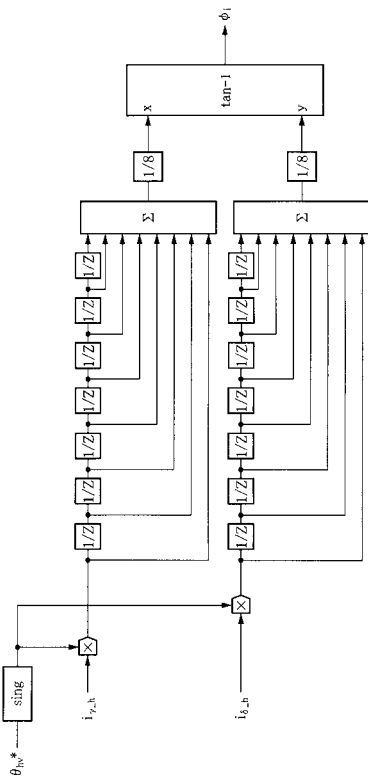 θhv*
sing
iγ_h
×
1/Z
1/Z
1/Z
1/Z
1/Z
1/Z
1/Z
Σ
1/8
iδ_h
×
1/Z
1/Z
1/Z
1/Z
1/Z
1/Z
1/Z
Σ
1/8
x
y
tan-1
φi